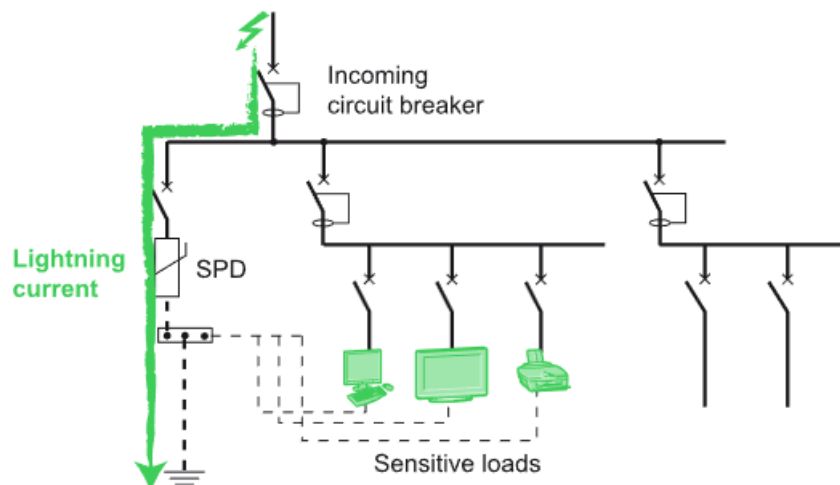 Incoming
circuit breaker
Lightning
current
SPD
Sensitive loads